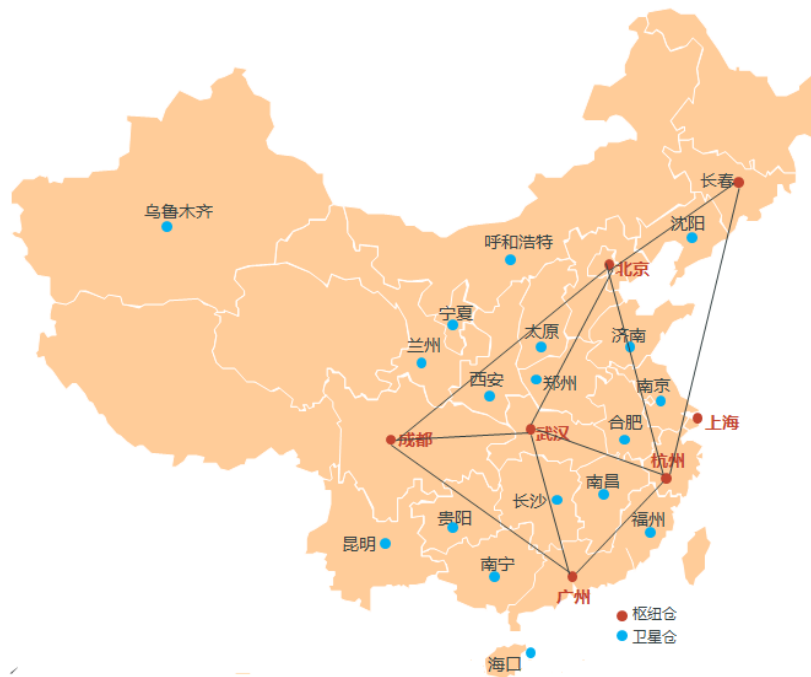 长春
乌鲁木齐
沈阳
呼和浩特
北京
宁夏
太原
济南
兰州
西安
郑州
南京
合肥
上海
武汉
成都
杭州
南昌
长沙
贵阳
福州
昆明
南宁
广州
枢纽仓
卫星仓
海口